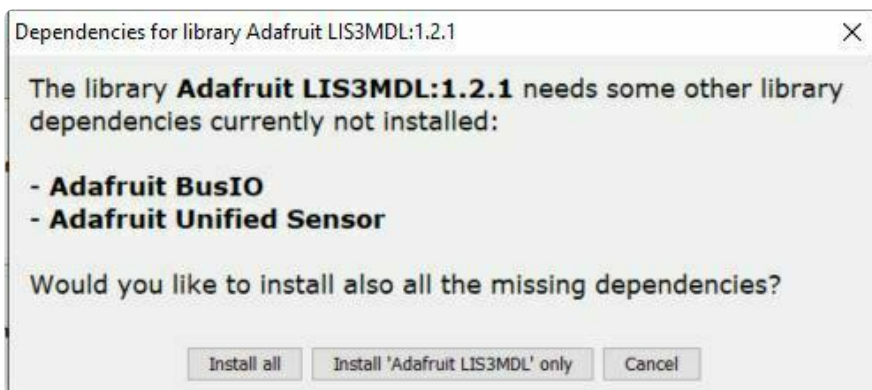 Dependencies for library Adafruit LIS3MDL:1.2.1
The library Adafruit LIS3MDL:1.2.1 needs some other library
dependencies currently not installed:
- Adafruit BusIO
- Adafruit Unified Sensor
Would you like to install also all the missing dependencies?
Install all
Install 'Adafruit LIS3MDL' only
Cancel